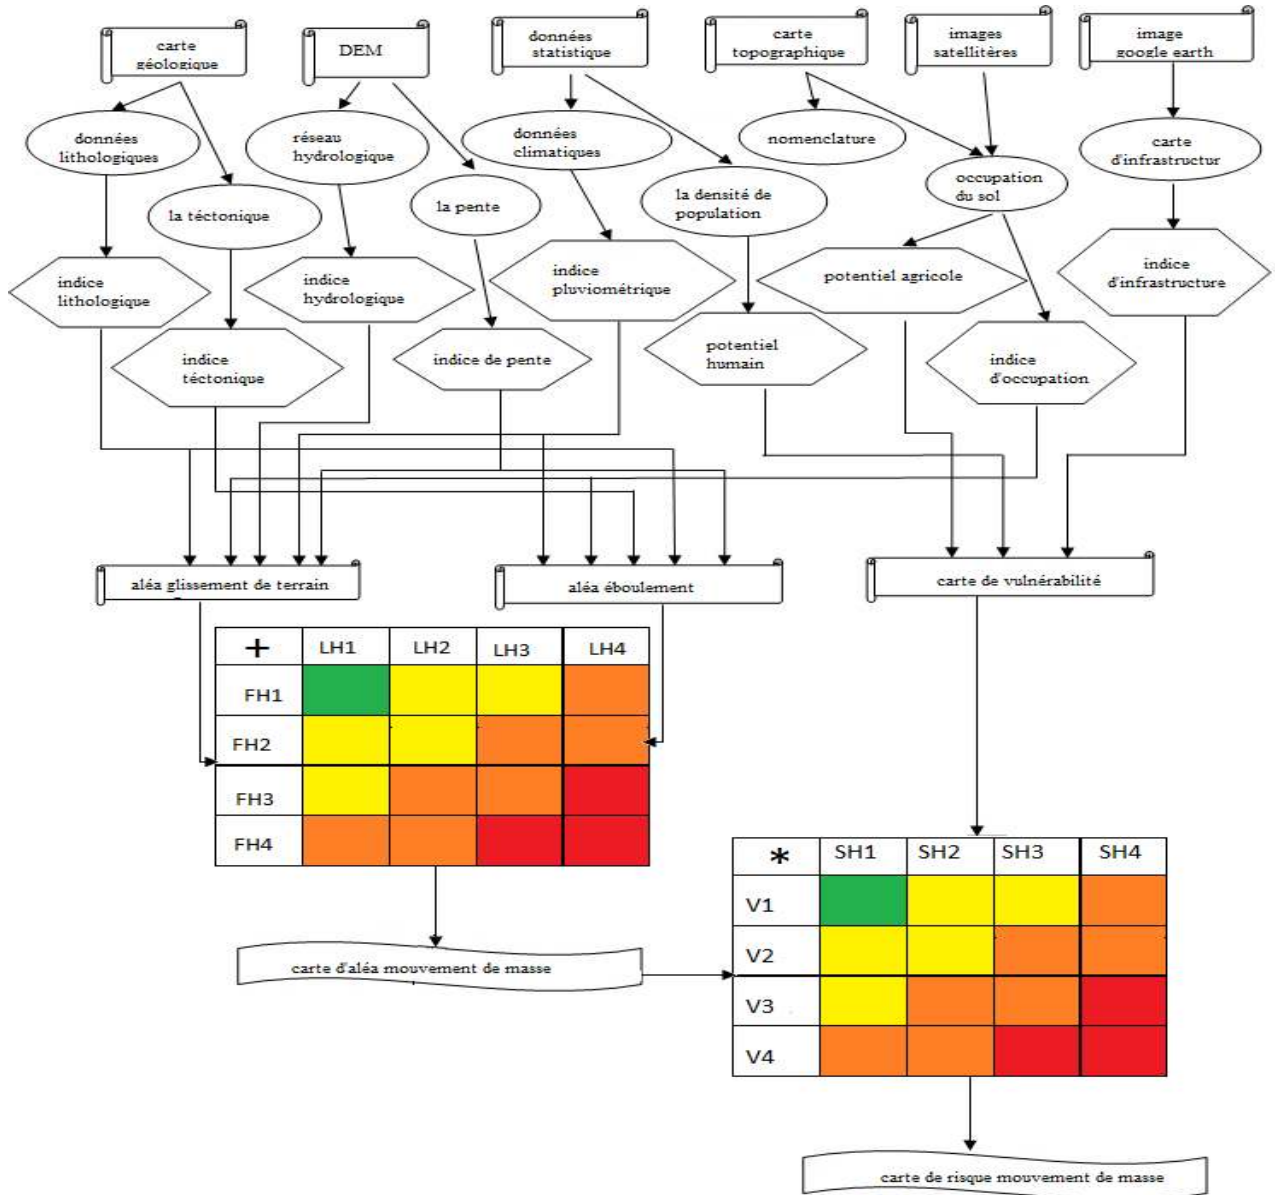 carte
géologique
DEM
données
statistique
carte
topographique
images
satellitères
image
google earth
données
lithologiques
réseau
hydrologique
données
climatiques
nomenclature
carte
d'infrastructur
la téctonique
la pente
la densité de
population
occupation
du sol
indice
lithologique
indice
hydrologique
indice
pluviométrique
potentiel agricole
indice
d'infrastructure
indice
téctonique
indice de pente
potentiel
humain
indice
d'occupation
aléa glissement de terrain
aléa éboulement
carte de vulnérabilité
+ LH1 LH2 LH3 LH4
FH1
FH2
FH3
FH4
* SH1 SH2 SH3 SH4
V1
V2
V3
V4
carte d'aléa mouvement de masse
carte de risque mouvement de masse